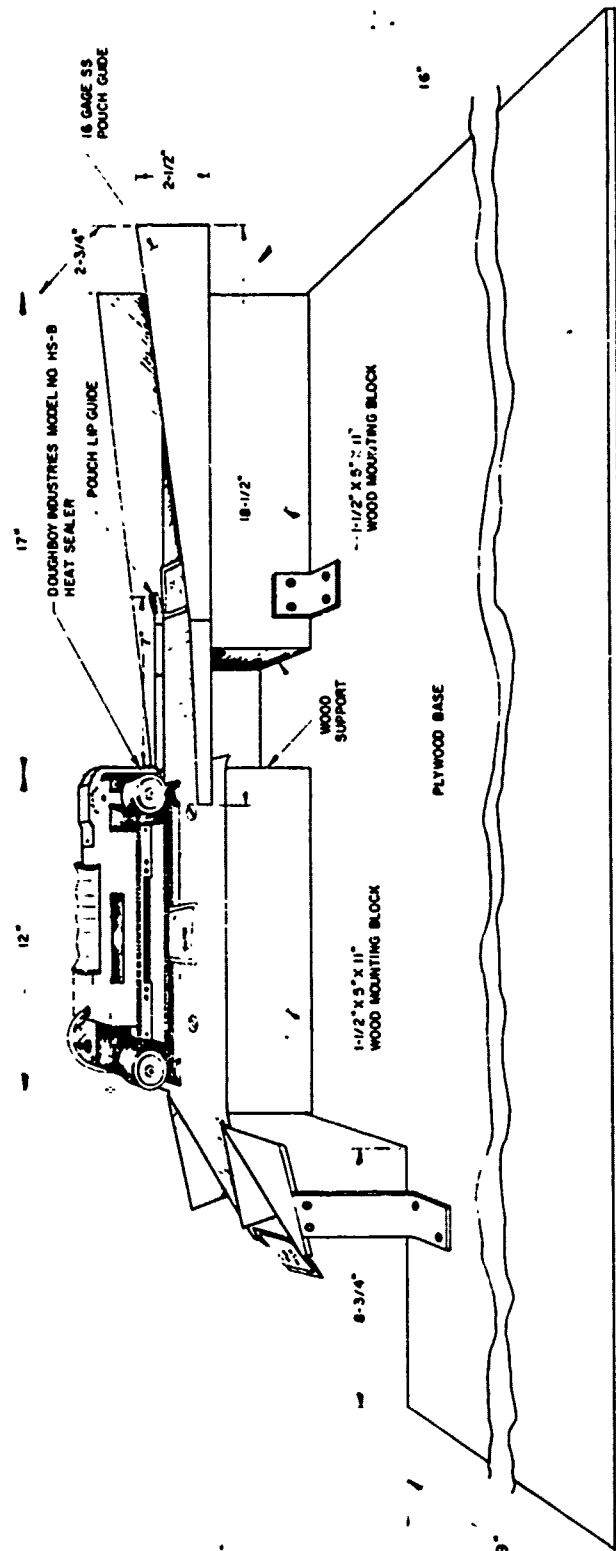 16 GAGE SS
POUCH GUIDE
2-1/2"
16"
2-3/4"
17"
DOUGHBOY INDUSTRIES MODEL NO HS-B
HEAT SEALER
POUCH LIP GUIDE
18-1/2"
1-1/2" X 5" X 11"
WOOD MOUNTING BLOCK
7"
WOOD
SUPPORT
PLYWOOD BASE
12"
1-1/2" X 5" X 11"
WOOD MOUNTING BLOCK
8-3/4"